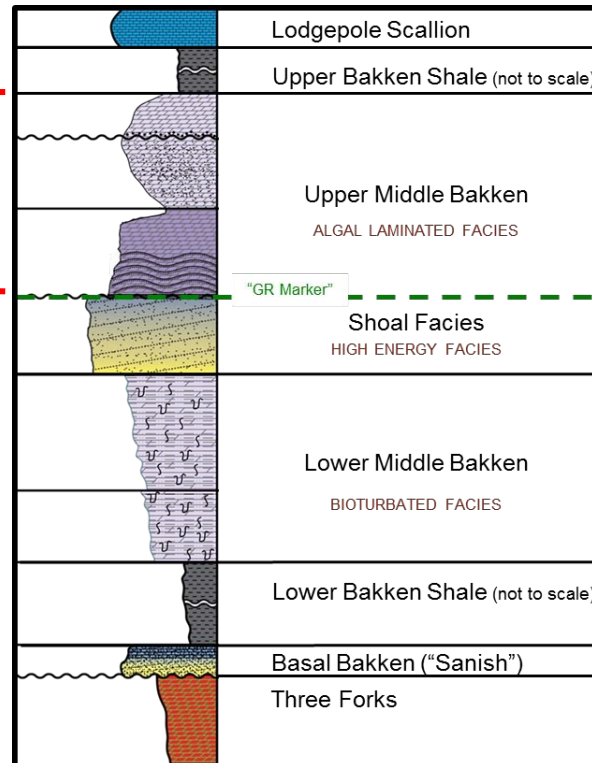 Lodgepole Scallion
Upper Bakken Shale (not to scale)
Upper Middle Bakken
ALGAL LAMINATED FACIES
"GR Marker"
Shoal Facies
HIGH ENERGY FACIES
Lower Middle Bakken
BIOTURBATED FACIES
Lower Bakken Shale (not to scale)
Basal Bakken ("Sanish")
Three Forks